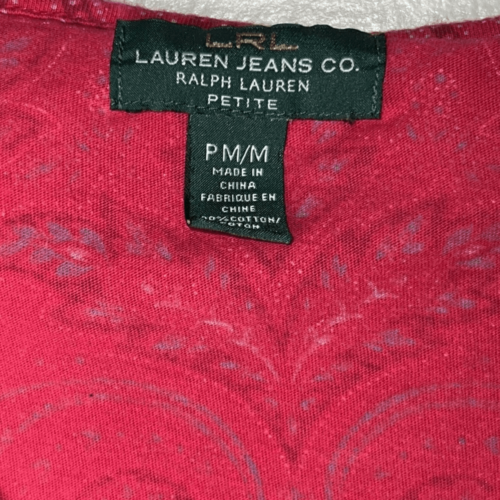 LRL
LAUREN JEANS CO.
RALPH LAUREN
PETITE
PM/M
MADE IN
CHINA
FABRIQUE EN
CHINE